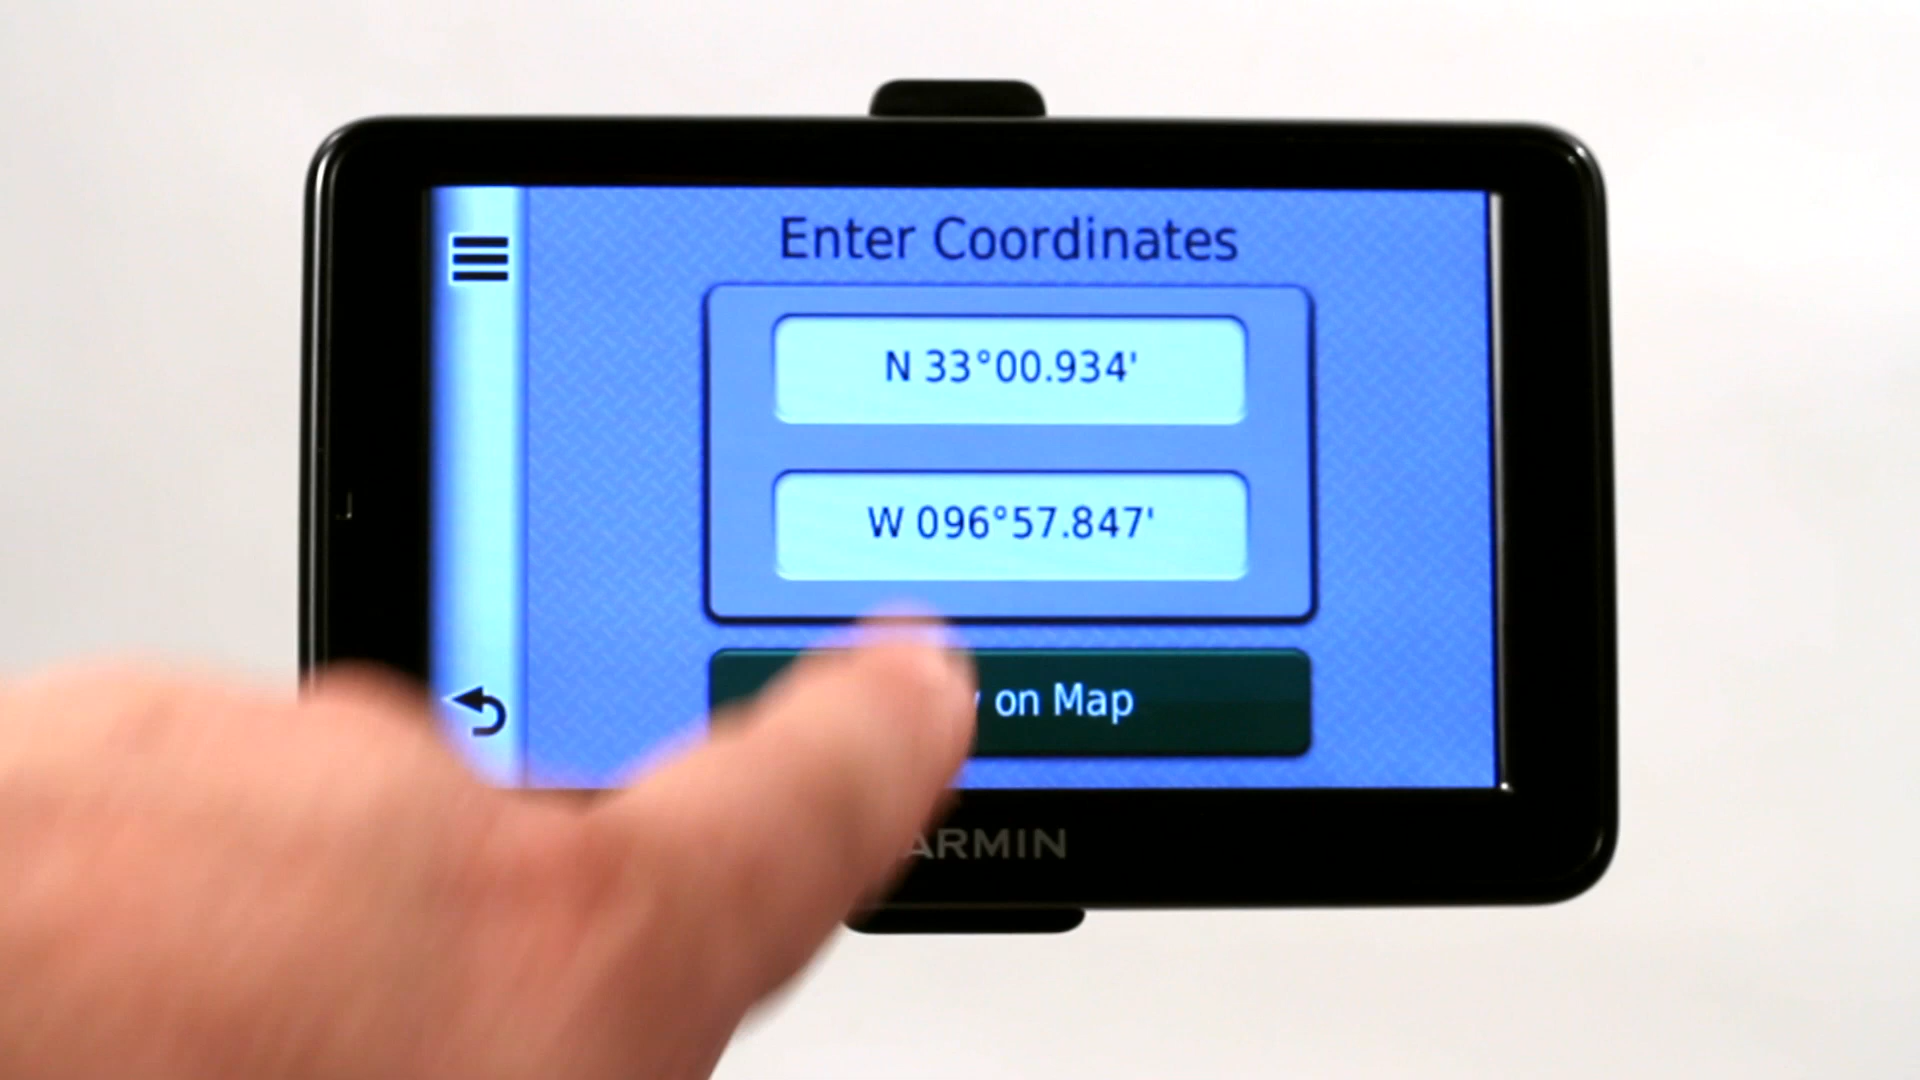 Enter Coordinates
N 33°00.934'
W 096°57.847'
on Map
ARMIN